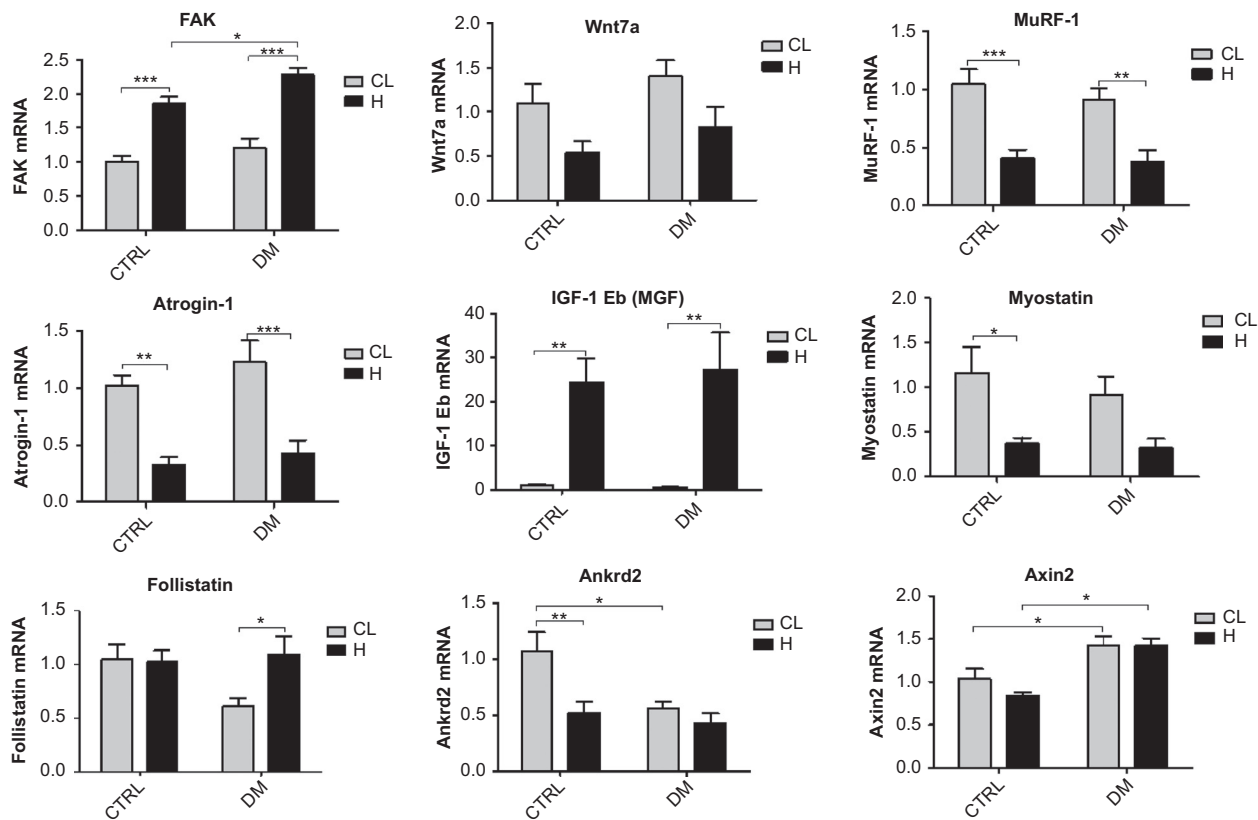 FAK
FAK mRNA
2.5
2.0
1.5
1.0
0.5
0.0
***
*
***
CL
H
CTRL
DM
Wnt7a
Wnt7a mRNA
2.0
1.5
1.0
0.5
0.0
CL
H
CTRL
DM
MuRF-1
MuRF-1 mRNA
1.5
1.0
0.5
0.0
***
**
CL
H
CTRL
DM
Atrogin-1
Atrogin-1 mRNA
1.5
1.0
0.5
0.0
**
***
CL
H
CTRL
DM
IGF-1 Eb (MGF)
IGF-1 Eb mRNA
40
30
20
10
0
**
**
CL
H
CTRL
DM
Myostatin
Myostatin mRNA
2.0
1.5
1.0
0.5
0.0
*
CL
H
CTRL
DM
Follistatin
Follistatin mRNA
1.5
1.0
0.5
0.0
*
CL
H
CTRL
DM
Ankrd2
Ankrd2 mRNA
1.5
1.0
0.5
0.0
*
**
CL
H
CTRL
DM
Axin2
Axin2 mRNA
2.0
1.5
1.0
0.5
0.0
*
*
CL
H
CTRL
DM